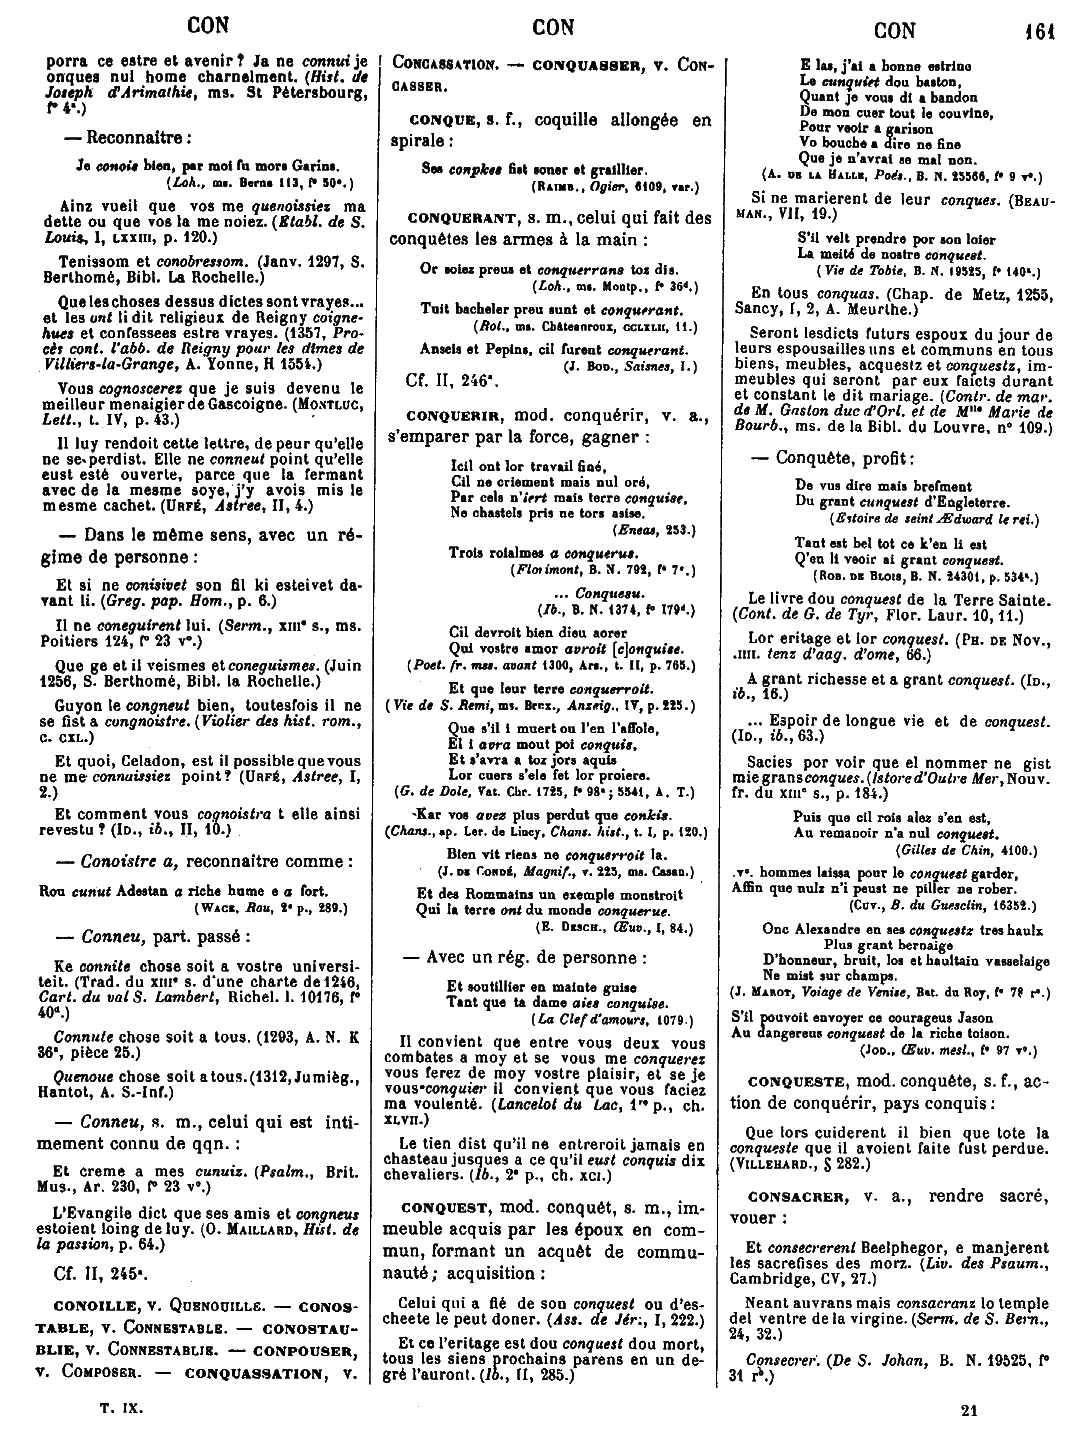 CON
CON
CON
161
porra ce estre et avenir? Ja ne connui je
onques nul home charnelment. (Hist. de
Joseph d'Arimathie, ms. St Pétersbourg,
f° 4ª.)
— Reconnaître :
Je conois bien, par moi fu mors Garins.
(Loh., ms. Berne 113, f° 50ª.)
Ainz vueil que vos me quenoissiez ma
dette ou que vos la me noiez. (Etabl. de S.
Louis, I, LXXIII, p. 120.)
Tenissom et conobressom. (Janv. 1297, S.
Berthomé, Bibl. La Rochelle.)
Que les choses dessus dictes sont vrayes...
et les unt li dit religieux de Reigny coigne-
hues et confessees estre vrayes. (1357, Pro-
cès cont. l'abb. de Reigny pour les dîmes de
Villiers-la-Grange, A. Yonne, H 1554.)
Vous cognoscerez que je suis devenu le
meilleur menaigier de Gascoigne. (MONTLUC,
Lett., t. IV, p. 43.)
Il luy rendoit cette lettre, de peur qu'elle
ne se perdist. Elle ne conneut point qu'elle
eust esté ouverte, parce que la fermant
avec de la mesme soye, j'y avois mis le
mesme cachet. (URFÉ, Astree, II, 4.)
— Dans le même sens, avec un ré-
gime de personne :
Et si ne conisivet son fil ki esteivet da-
vant li. (Greg. pap. Hom., p. 6.)
Il ne coneguirent lui. (Serm., XIIIᵉ s., ms.
Poitiers 124, f° 23 v°.)
Que ge et il veismes et coneguismes. (Juin
1256, S. Berthomé, Bibl. la Rochelle.)
Guyon le congneut bien, toutesfois il ne
se fist a congnoistre. (Violier des hist. rom.,
c. CXL.)
Et quoi, Celadon, est il possible que vous
ne me connaissiez point? (URFÉ, Astree, I,
2.)
Et comment vous cognoistra t elle ainsi
revestu? (ID., ib., II, 10.)
— Conoistre a, reconnaître comme :
Rou cunut Adestan a riche hume e a fort.
(WACE, Rou, 2ᵉ p., 289.)
— Conneu, part. passé :
Ke connite chose soit a vostre universi-
teit. (Trad. du XIIIᵉ s. d'une charte de 1246,
Cart. du val S. Lambert, Richel. l. 10176, f°
40ᵈ.)
Connute chose soit a tous. (1293, A. N. K
36ª, pièce 25.)
Quenoue chose soit a tous. (1312, Jumièg.,
Hantot, A. S.-Inf.)
— Conneu, s. m., celui qui est inti-
mement connu de qqn. :
Et creme a mes cunuiz. (Psalm., Brit.
Mus., Ar. 230, f° 23 v°.)
L'Evangile dict que ses amis et congneus
estoient loing de luy. (O. MAILLARD, Hist. de
la passion, p. 64.)
Cf. II, 245ª.
CONOILLE, v. QUENOUILLE. — CONOS-
TABLE, v. CONNESTABLE. — CONOSTAU-
BLIE, v. CONNESTABLIE. — CONPOUSER,
v. COMPOSER. — CONQUASSATION, v.
T. IX.
CONCASSATION. — CONQUASSER, v. CON-
CASSER.
CONQUE, s. f., coquille allongée en
spirale :
Ses conpkes fist soner et graillier.
(RAIMB., Ogier, 6109, var.)
CONQUERANT, s. m., celui qui fait des
conquêtes les armes à la main :
Or soiez preus et conquerrans toz dis.
(Loh., ms. Montp., f° 36ᵈ.)
Tuit bacheler preu sunt et conquerant.
(Rol., ms. Châteauroux, CCLXLII, 11.)
Anseis et Pepins, cil furent conquerant.
(J. BOD., Saisnes, I.)
Cf. II, 246ª.
CONQUERIR, mod. conquérir, v. a.,
s'emparer par la force, gagner :
Icil ont lor travail finé,
Cil ne criement mais nul oré,
Par cels n'iert mais terre conquise,
Ne chastels pris ne tors asise.
(Eneas, 253.)
Trois roialmes a conquerus.
(Florimont, B. N. 792, f° 7ª.)
... Conquesu.
(Ib., B. N. 1374, f° 179ᵈ.)
Cil devroit bien dieu aorer
Qui vostre amor avroit [c]onquise.
(Poet. fr. mss. avant 1300, Ars., t. II, p. 765.)
Et que leur terre conquerroit.
(Vie de S. Remi, ms. Brux., Anzeig., IV, p. 225.)
Que s'il i muert ou l'en l'affole,
El i avra mout poi conquis,
Et s'avra a toz jors aquis
Lor cuers s'ele fet lor proiere.
(G. de Dole, Vat. Chr. 1725, f° 98ª; 5541, A. T.)
Kar vos avez plus perdut que conkis.
(Chans., ap. Ler. de Lincy, Chans. hist., t. I, p. 120.)
Bien vit riens ne conquerroit la.
(J. DE CONDÉ, Magnif., v. 225, ms. Casan.)
Et des Rommains un exemple monstroit
Qui la terre ont du monde conquerue.
(E. DESCH., Œuv., I, 84.)
— Avec un rég. de personne :
Et soutillier en mainte guise
Tant que ta dame aies conquise.
(La Clef d'amours, 1079.)
Il convient que entre vous deux vous
combates a moy et se vous me conquerez
vous ferez de moy vostre plaisir, et se je
vous conquier il convient que vous faciez
ma voulenté. (Lancelot du Lac, 1ʳᵉ p., ch.
XLVII.)
Le tien dist qu'il ne entreroit jamais en
chasteau jusques a ce qu'il eust conquis dix
chevaliers. (Ib., 2ᵉ p., ch. XCI.)
CONQUEST, mod. conquêt, s. m., im-
meuble acquis par les époux en com-
mun, formant un acquêt de commu-
nauté; acquisition :
Celui qui a fié de son conquest ou d'es-
cheete le peut doner. (Ass. de Jér., I, 222.)
Et ce l'eritage est dou conquest dou mort,
tous les siens prochains parens en un de-
gré l'auront. (Ib., II, 285.)
E las, j'ai a bonne estrine
Le cunquiet dou baston,
Quant je vous di a bandon
De mon cuer tout le couvine,
Pour veoir a garison
Vo bouche a dire ne fine
Que je n'avrai se mal non.
(A. DE LA HALLE, Poés., B. N. 25566, f° 9 v°.)
Si ne marierent de leur conques. (BEAU-
MAN., VII, 19.)
S'il velt prendre por son loier
La meité de nostre conquest.
(Vie de Tobie, B. N. 19525, f° 140ª.)
En tous conquas. (Chap. de Metz, 1255,
Sancy, I, 2, A. Meurthe.)
Seront lesdicts futurs espoux du jour de
leurs espousailles uns et communs en tous
biens, meubles, acquestz et conquestz, im-
meubles qui seront par eux faicts durant
et constant le dit mariage. (Contr. de mar.
de M. Gaston duc d'Orl. et de Mˡˡᵉ Marie de
Bourb., ms. de la Bibl. du Louvre, n° 109.)
— Conquête, profit :
De vus dire mais brefment
Du grant cunquest d'Engleterre.
(Estoire de seint Ædward le rei.)
Tant est bel tot ce k'en li est
Q'en li veoir ai grant conquest.
(ROB. DE BLOIS, B. N. 24301, p. 534ª.)
Le livre dou conquest de la Terre Sainte.
(Cont. de G. de Tyr, Flor. Laur. 10, 11.)
Lor eritage et lor conquest. (PH. DE NOV.,
.IIII. tenz d'aag. d'ome, 66.)
A grant richesse et a grant conquest. (ID.,
ib., 16.)
... Espoir de longue vie et de conquest.
(ID., ib., 63.)
Sacies por voir que el nommer ne gist
mie grans conques. (Istore d'Outre Mer, Nouv.
fr. du XIIIᵉ s., p. 184.)
Puis que cil rois alez s'en est,
Au remanoir n'a nul conquest.
(Gilles de Chin, 4100.)
.vᶜ. hommes laissa pour le conquest garder,
Affin que nulz n'i peust ne piller ne rober.
(CUV., B. du Guesclin, 16352.)
Onc Alexandre en ses conquestz tres haulx
Plus grant bernaige
D'honneur, bruit, los et haultain vasselaige
Ne mist sur champs.
(J. MAROT, Voiage de Venise, Bat. du Roy, f° 78 r°.)
S'il pouvoit envoyer ce courageus Jason
Au dangereus conquest de la riche toison.
(JOD., Œuv. mesl., f° 97 v°.)
CONQUESTE, mod. conquête, s. f., ac-
tion de conquérir, pays conquis :
Que lors cuiderent il bien que tote la
conqueste que il avoient faite fust perdue.
(VILLEHARD., § 282.)
CONSACRER, v. a., rendre sacré,
vouer :
Et consecrerent Beelphegor, e manjerent
les sacrefises des morz. (Liv. des Psaum.,
Cambridge, CV, 27.)
Neant auvrans mais consacranz lo temple
del ventre de la virgine. (Serm. de S. Bern.,
24, 32.)
Consecrer. (De S. Johan, B. N. 19525, f°
31 rᵇ.)
21